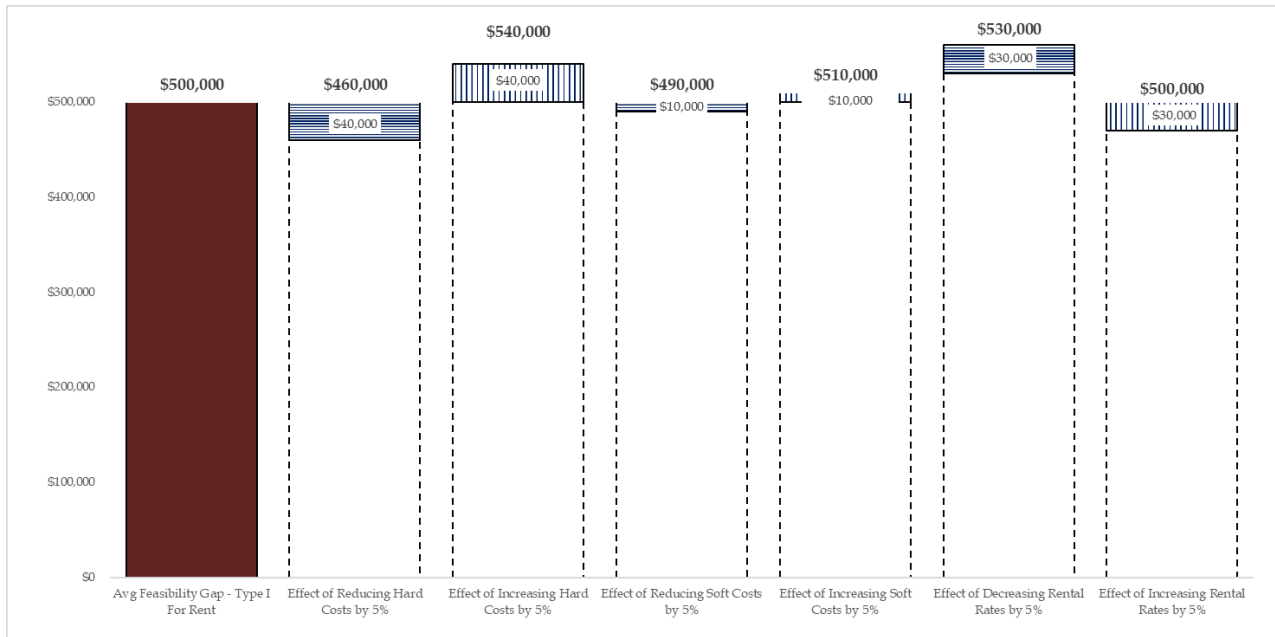 $540,000
$530,000
$510,000
$500,000
$460,000
$490,000
$500,000
$40,000
$30,000
$40,000
$10,000
$10,000
$30,000
$500,000
$400,000
$300,000
$200,000
$100,000
$0
Avg Feasibility Gap - Type I
For Rent
Effect of Reducing Hard
Costs by 5%
Effect of Increasing Hard
Costs by 5%
Effect of Reducing Soft Costs
by 5%
Effect of Increasing Soft
Costs by 5%
Effect of Decreasing Rental
Rates by 5%
Effect of Increasing Rental
Rates by 5%